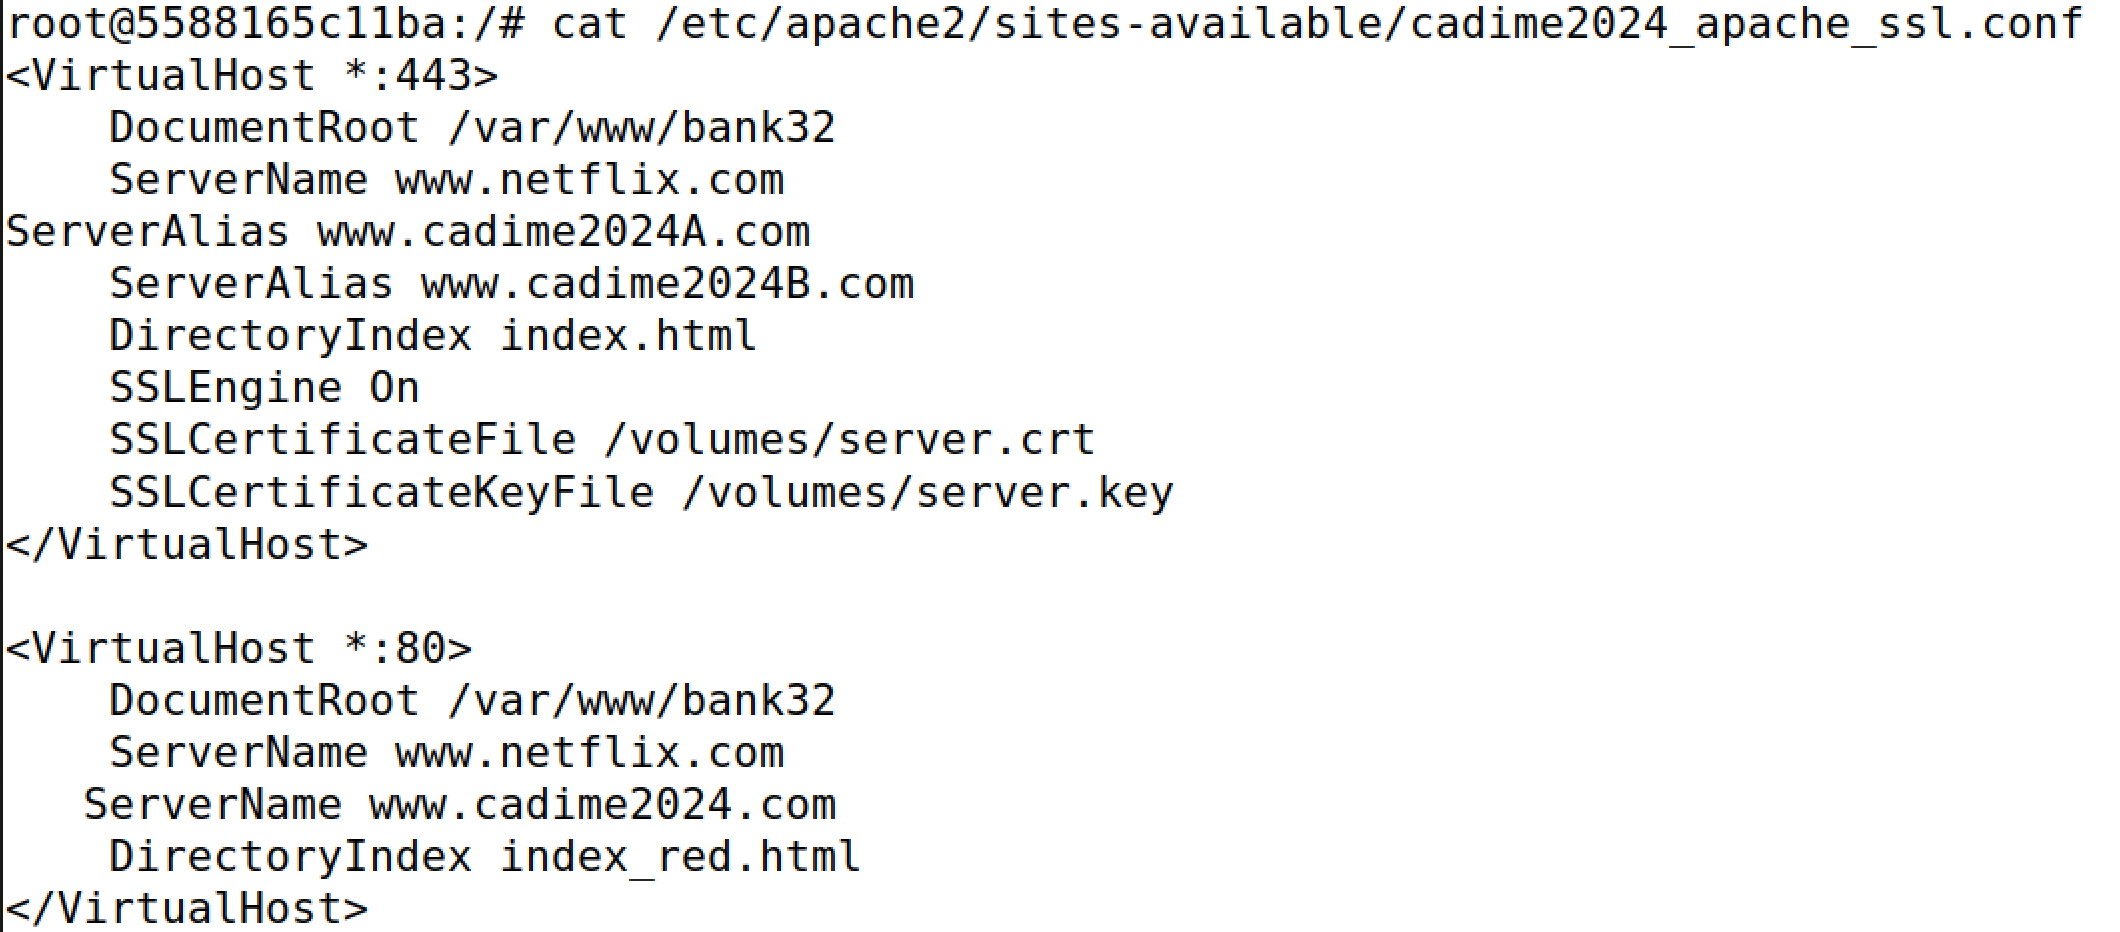 root@5588165c11ba:/# cat /etc/apache2/sites-available/cadime2024_apache_ssl.conf
<VirtualHost *:443>
    DocumentRoot /var/www/bank32
    ServerName www.netflix.com
ServerAlias www.cadime2024A.com
    ServerAlias www.cadime2024B.com
    DirectoryIndex index.html
    SSLEngine On
    SSLCertificateFile /volumes/server.crt
    SSLCertificateKeyFile /volumes/server.key
</VirtualHost>

<VirtualHost *:80>
    DocumentRoot /var/www/bank32
    ServerName www.netflix.com
   ServerName www.cadime2024.com
    DirectoryIndex index_red.html
</VirtualHost>